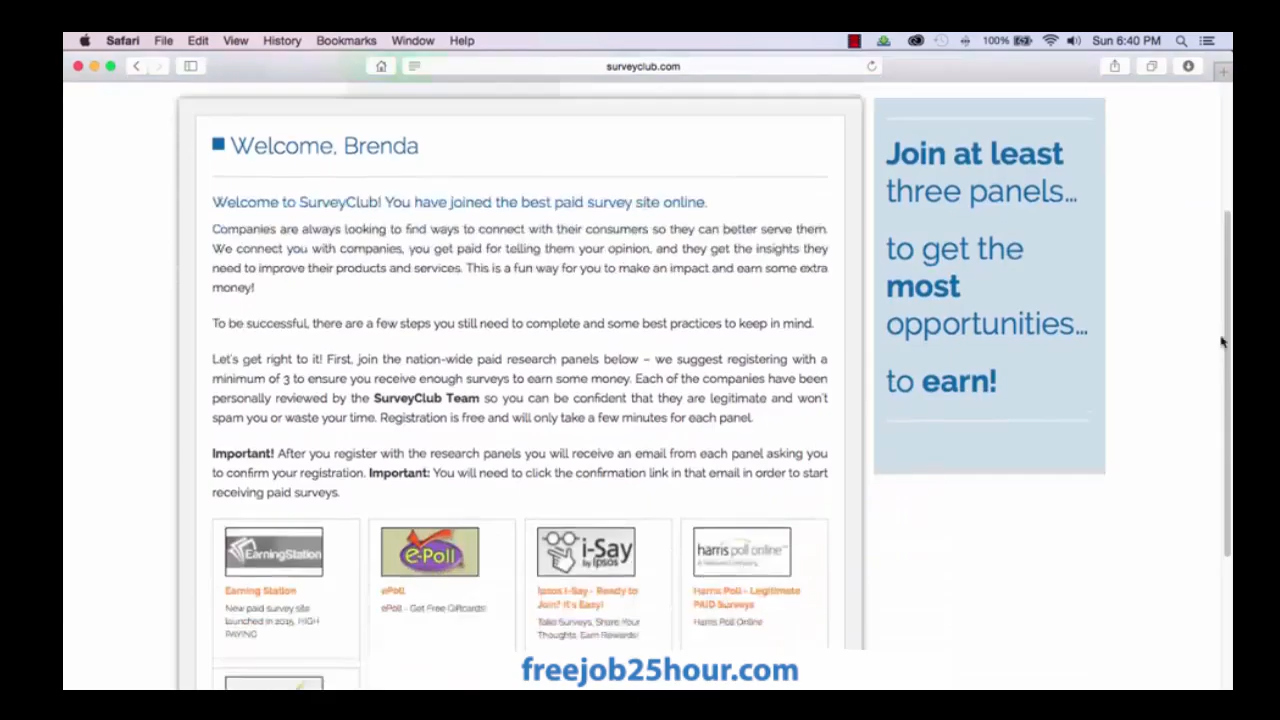 Safari File Edit View History Bookmarks Window Help 100% Sun 6:40 PM
surveyclub.com
Welcome, Brenda
Welcome to SurveyClub! You have joined the best paid survey site online.
Companies are always looking to find ways to connect with their consumers so they can better serve them.
We connect you with companies, you get paid for telling them your opinion, and they get the insights they
need to improve their products and services. This is a fun way for you to make an impact and earn some extra
money!
To be successful, there are a few steps you still need to complete and some best practices to keep in mind.
Let's get right to it! First, join the nation-wide paid research panels below – we suggest registering with a
minimum of 3 to ensure you receive enough surveys to earn some money. Each of the companies have been
personally reviewed by the SurveyClub Team so you can be confident that they are legitimate and won't
spam you or waste your time. Registration is free and will only take a few minutes for each panel.
Important! After you register with the research panels you will receive an email from each panel asking you
to confirm your registration. Important: You will need to click the confirmation link in that email in order to start
receiving paid surveys.
Join at least
three panels...
to get the
most
opportunities...
to earn!
EarningStation
Earning Station
New paid survey site
launched in 2015, HIGH
PAYING
e-Poll
ePoll
ePoll - Get Free Giftcards!
i-Say
by Ipsos
Ipsos I-Say - Ready to
Join? It's Easy!
Take Surveys, Share Your
Thoughts, Earn Rewards!
harris poll online™
Harris Poll - Legitimate
PAID Surveys
Harris Poll Online
freejob25hour.com